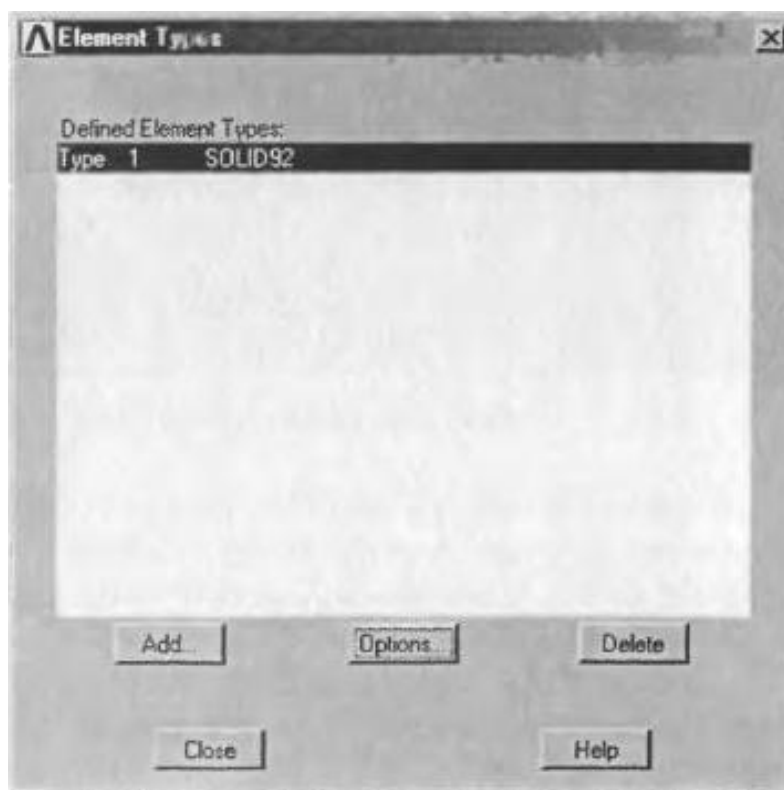 Element Types
Defined Element Types:
Type 1 SOLID92
Add...
Options...
Delete
Close
Help